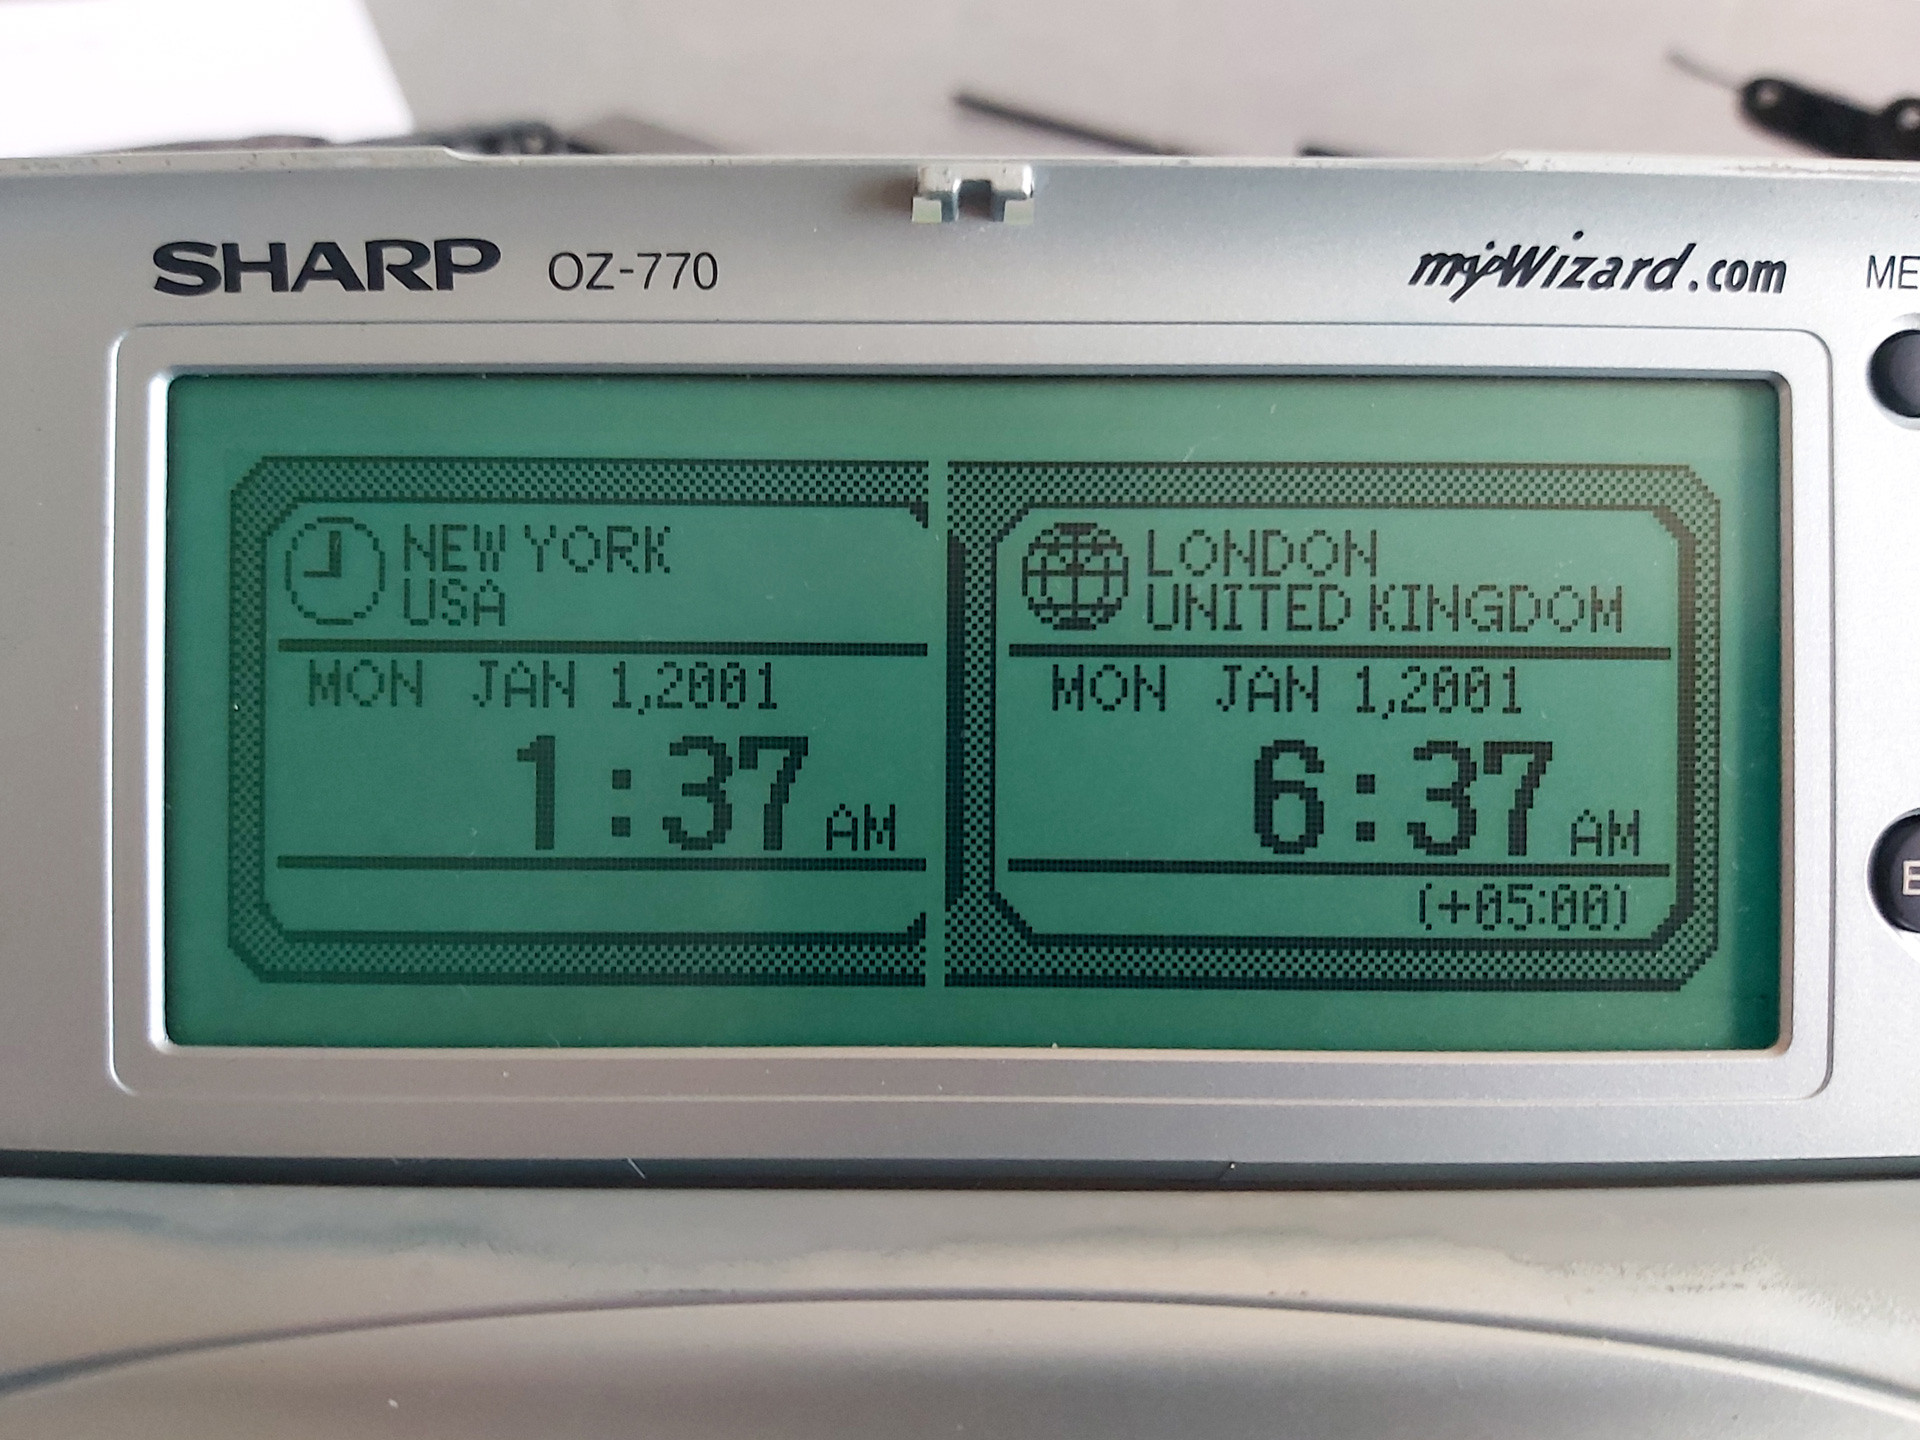 SHARP OZ-770 myWizard.com
NEW YORK
USA
MON JAN 1,2001
1:37 AM
LONDON
UNITED KINGDOM
MON JAN 1,2001
6:37 AM
(+05:00)